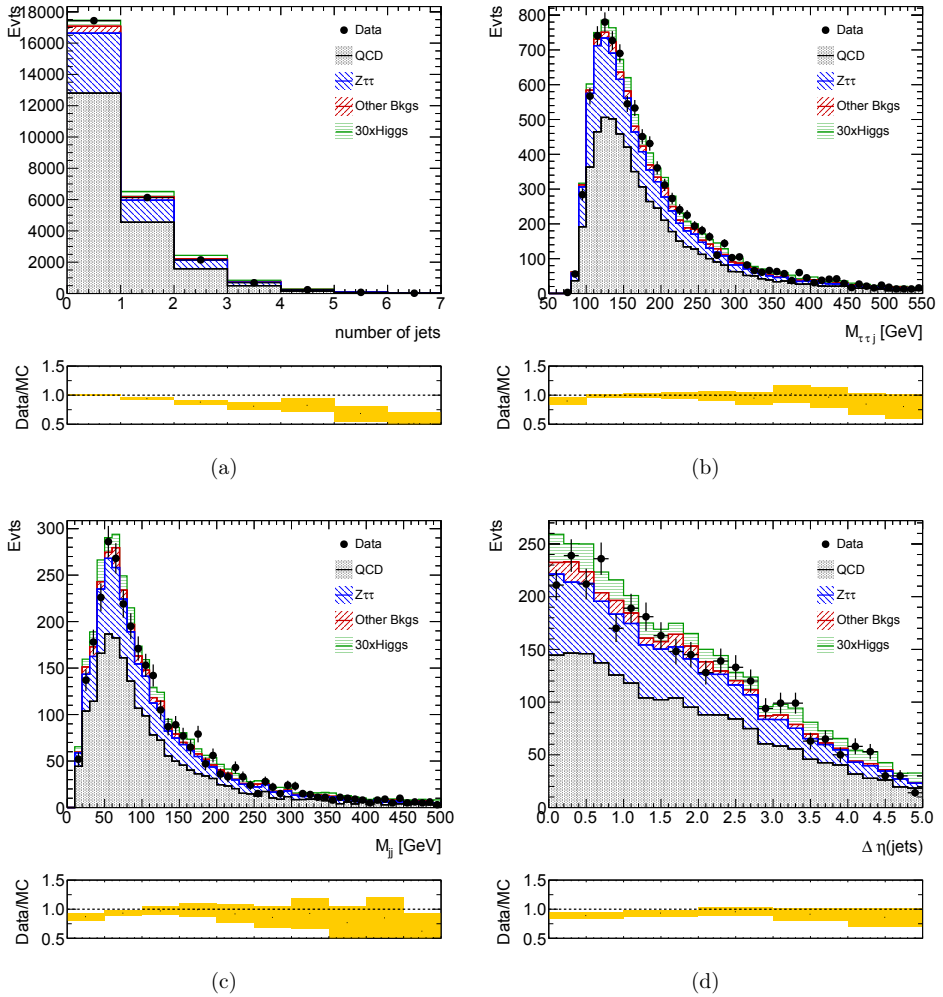 Evts
18000
16000
14000
12000
10000
8000
6000
4000
2000
0
Data
QCD
Zττ
Other Bkgs
30xHiggs
0 1 2 3 4 5 6 7
number of jets
Data/MC
1.5
1.0
0.5
(a)
Evts
800
700
600
500
400
300
200
100
0
Data
QCD
Zττ
Other Bkgs
30xHiggs
50 100 150 200 250 300 350 400 450 500 550
M_ττj [GeV]
Data/MC
1.5
1.0
0.5
(b)
Evts
300
250
200
150
100
50
0
Data
QCD
Zττ
Other Bkgs
30xHiggs
0 50 100 150 200 250 300 350 400 450 500
M_jj [GeV]
Data/MC
1.5
1.0
0.5
(c)
Evts
250
200
150
100
50
0
Data
QCD
Zττ
Other Bkgs
30xHiggs
0.0 0.5 1.0 1.5 2.0 2.5 3.0 3.5 4.0 4.5 5.0
Δ η(jets)
Data/MC
1.5
1.0
0.5
(d)